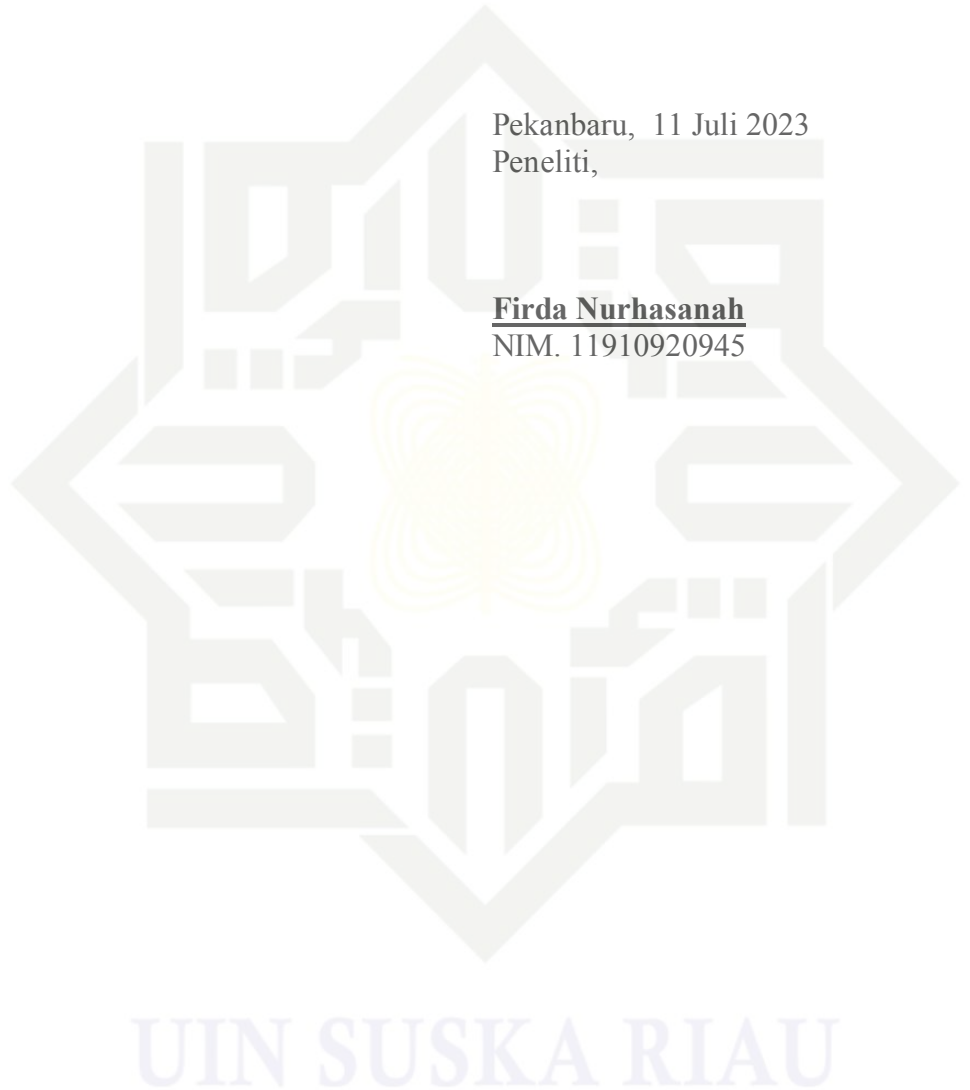 Pekanbaru, 11 Juli 2023
Peneliti,
Firda Nurhasanah
NIM. 11910920945
UIN SUSKA RIAU